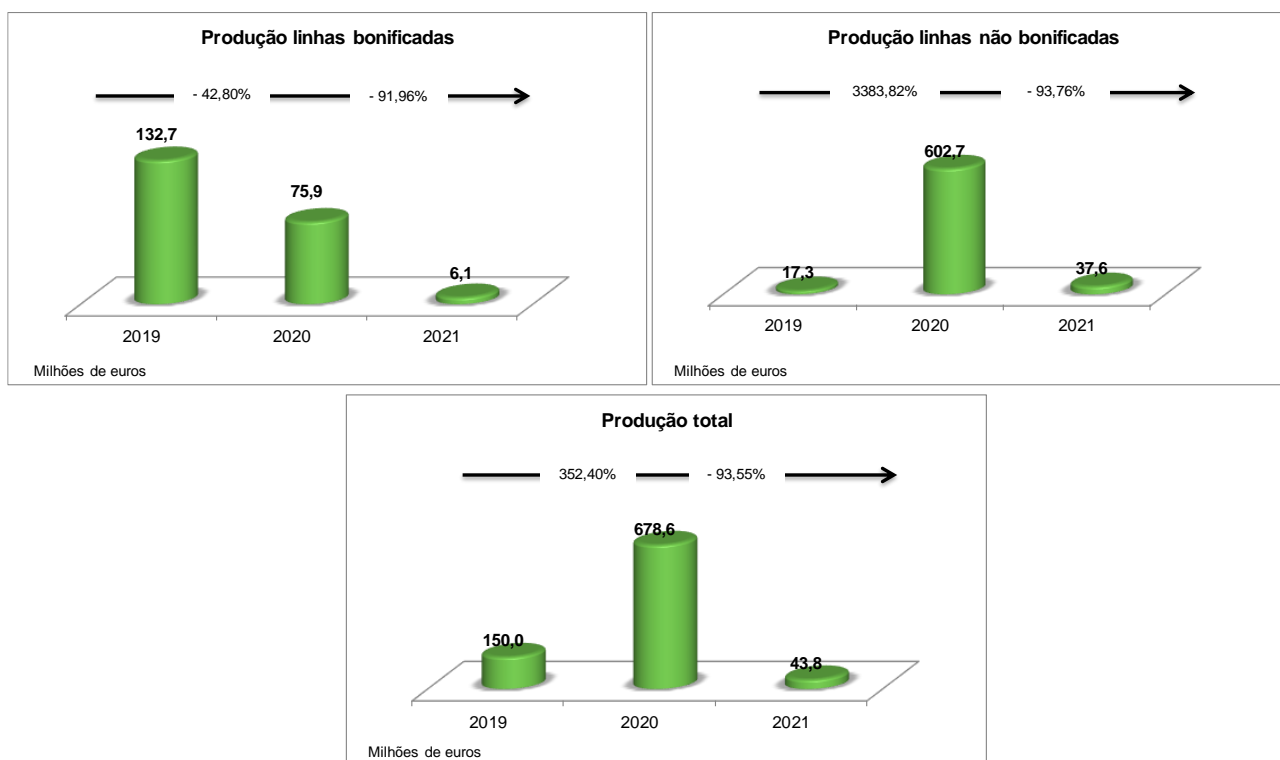 Produção linhas bonificadas
- 42,80% - 91,96%
132,7
75,9
6,1
2019 2020 2021
Milhões de euros
Produção linhas não bonificadas
3383,82% - 93,76%
602,7
17,3
37,6
2019 2020 2021
Milhões de euros
Produção total
352,40% - 93,55%
678,6
150,0
43,8
2019 2020 2021
Milhões de euros